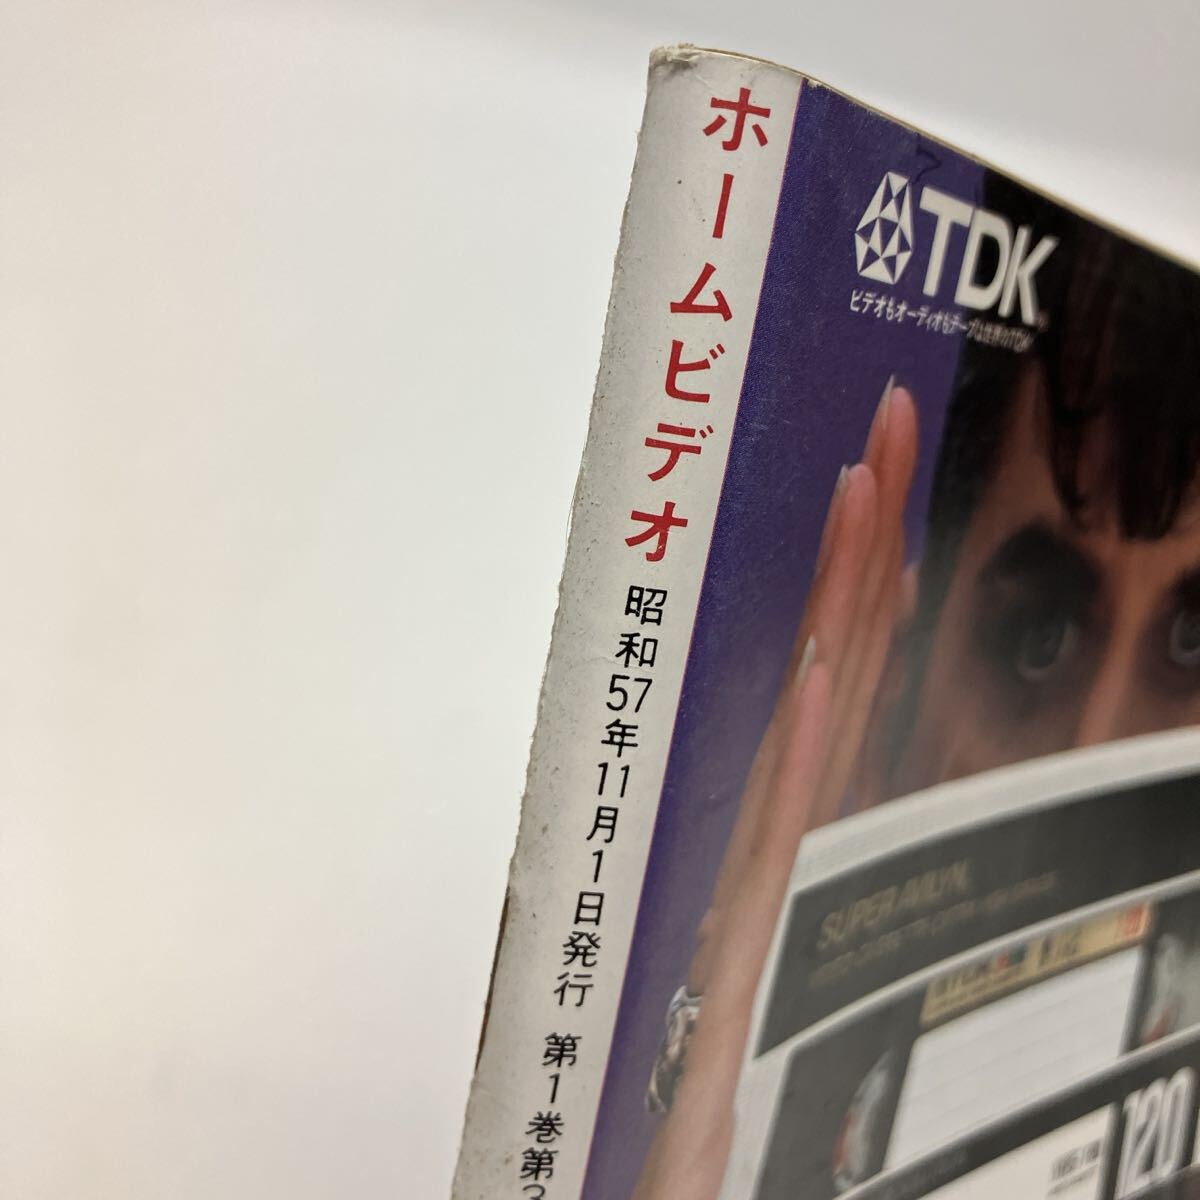 ホームビデオ 昭和57年11月1日発行 第1巻第3
TDK
ビデオもオーディオもテープは世界のTDK
SUPER AVILYN
120